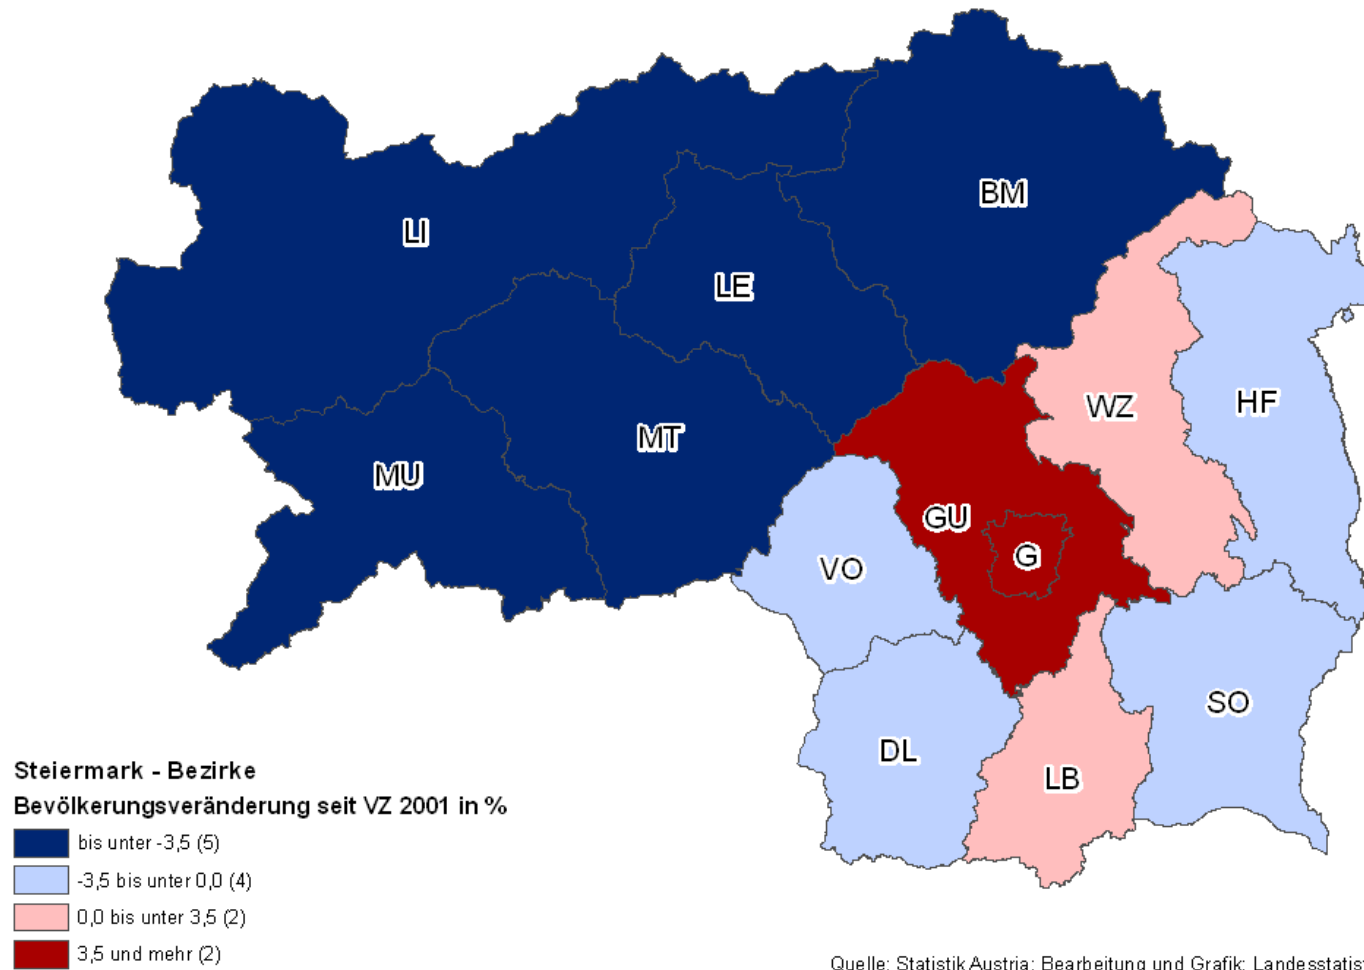 BM
LI
LE
WZ
HF
MT
MU
GU
G
VO
SO
DL
LB
Steiermark - Bezirke
Bevölkerungsveränderung seit VZ 2001 in %
bis unter -3,5 (5)
-3,5 bis unter 0,0 (4)
0,0 bis unter 3,5 (2)
3,5 und mehr (2)
Quelle: Statistik Austria; Bearbeitung und Grafik: Landesstatist